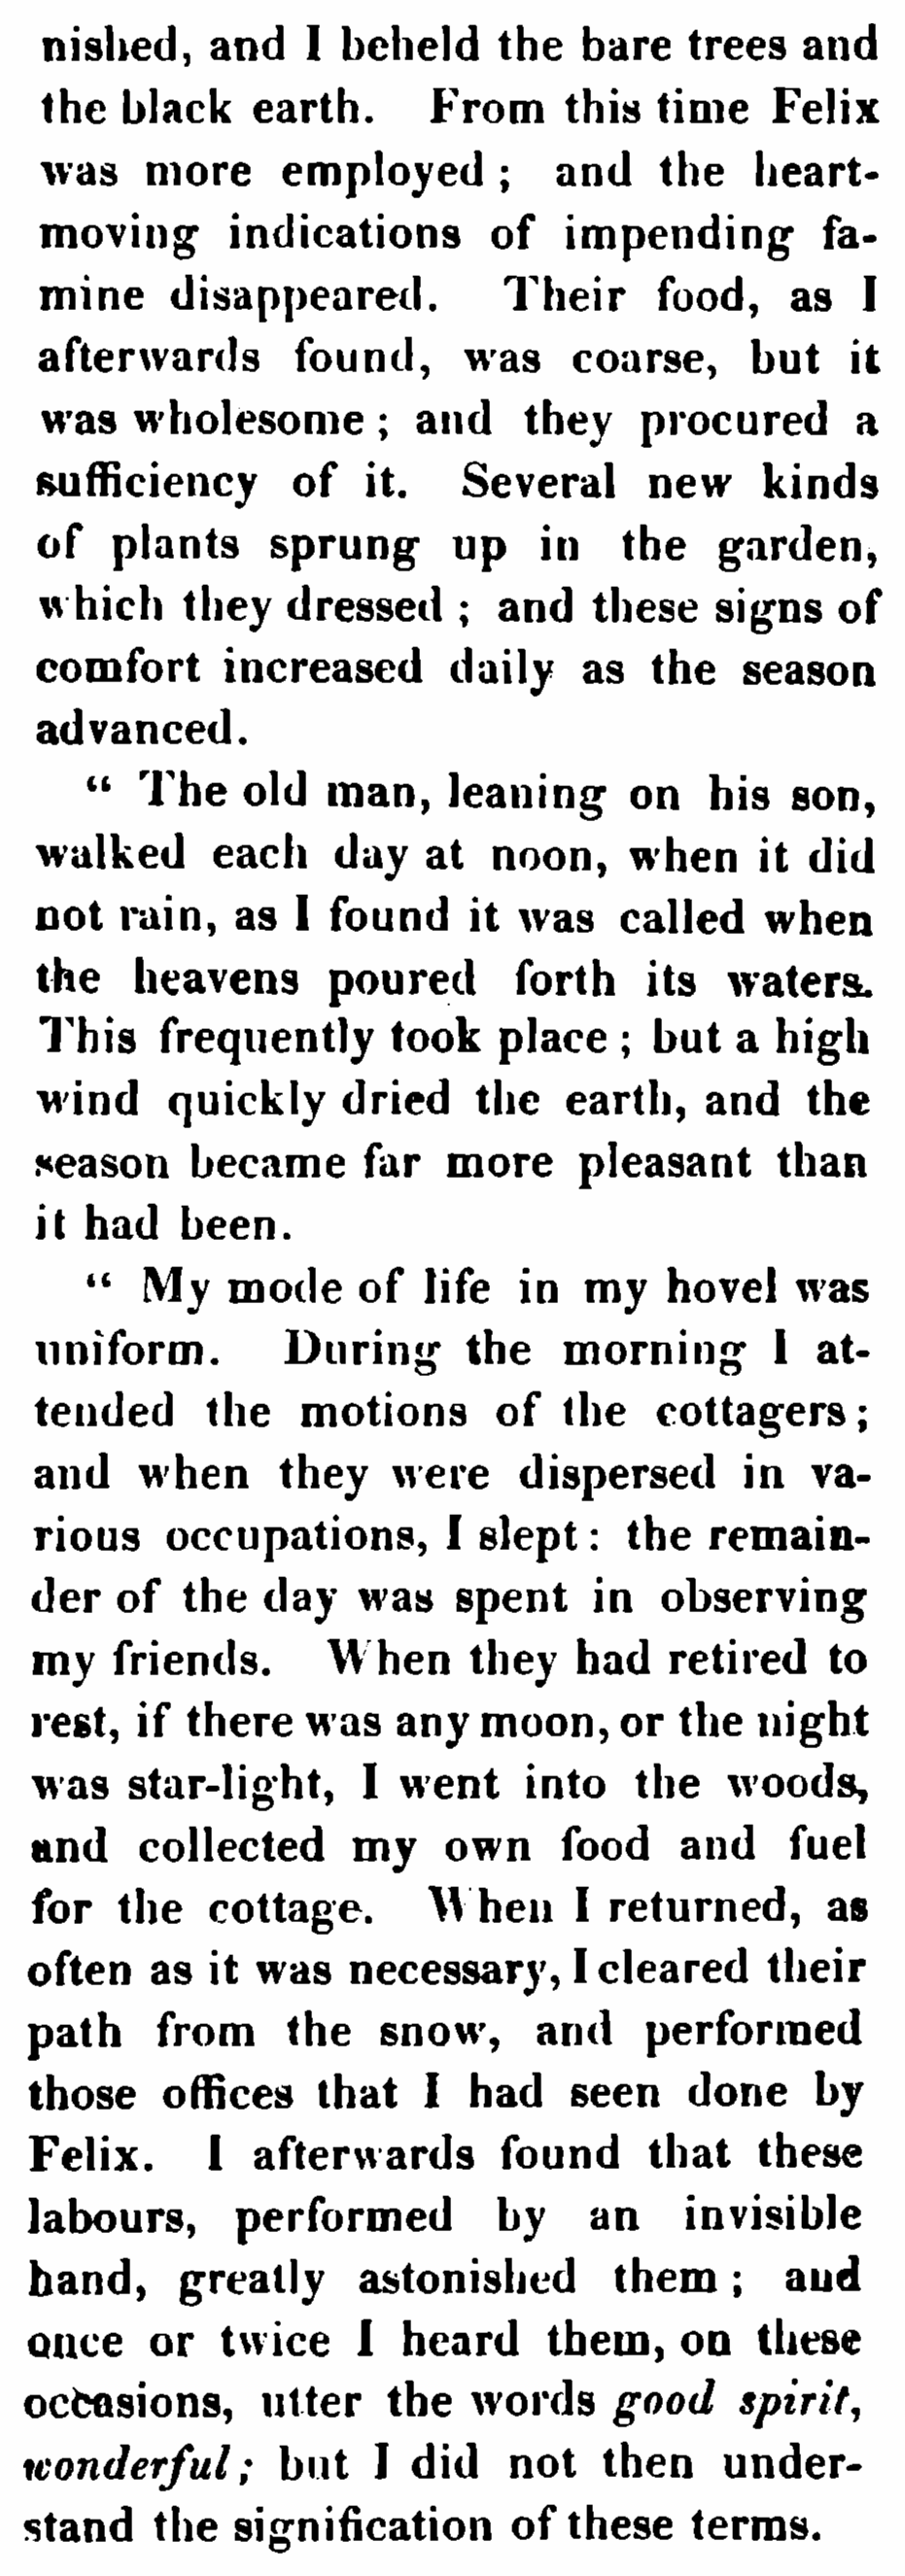 nished, and I beheld the bare trees and
the black earth. From this time Felix
was more employed ; and the heart-
moving indications of impending fa-
mine disappeared. Their food, as I
afterwards found, was coarse, but it
was wholesome ; and they procured a
sufficiency of it. Several new kinds
of plants sprung up in the garden,
which they dressed ; and these signs of
comfort increased daily as the season
advanced.
“ The old man, leaning on his son,
walked each day at noon, when it did
not rain, as I found it was called when
the heavens poured forth its waters.
This frequently took place ; but a high
wind quickly dried the earth, and the
season became far more pleasant than
it had been.
“ My mode of life in my hovel was
uniform. During the morning I at-
tended the motions of the cottagers ;
and when they were dispersed in va-
rious occupations, I slept : the remain-
der of the day was spent in observing
my friends. When they had retired to
rest, if there was any moon, or the night
was star-light, I went into the woods,
and collected my own food and fuel
for the cottage. When I returned, as
often as it was necessary, I cleared their
path from the snow, and performed
those offices that I had seen done by
Felix. I afterwards found that these
labours, performed by an invisible
hand, greatly astonished them ; and
once or twice I heard them, on these
occasions, utter the words good spirit,
wonderful ; but I did not then under-
stand the signification of these terms.